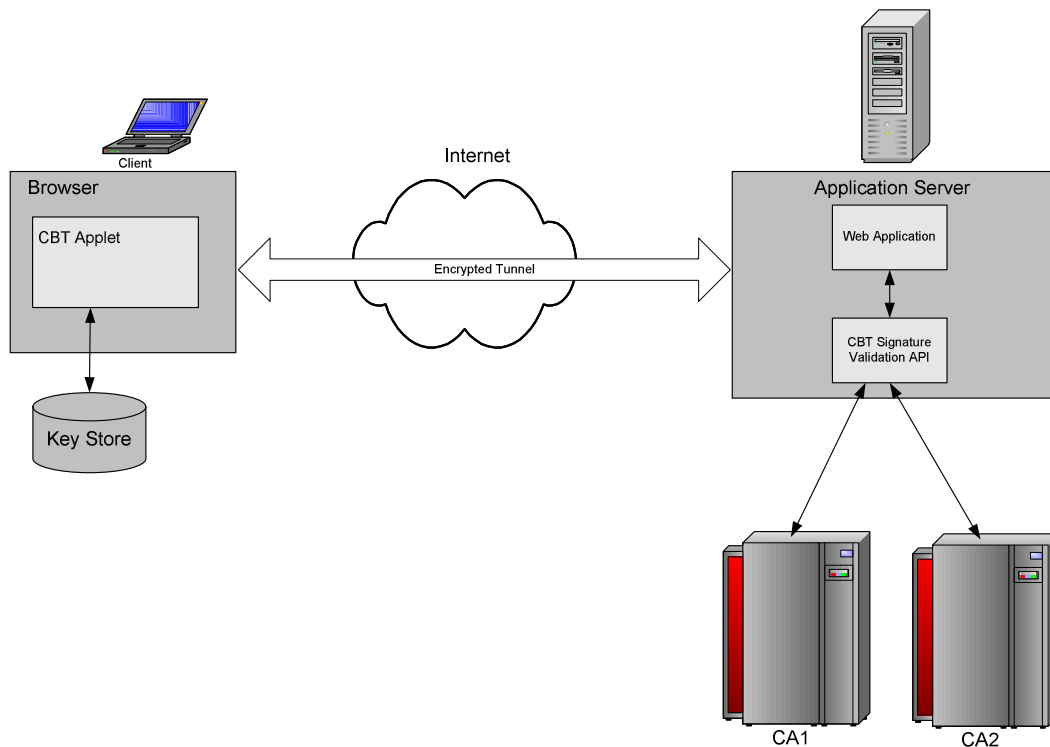 Client
Internet
Browser
CBT Applet
Key Store
Encrypted Tunnel
Application Server
Web Application
CBT Signature
Validation API
CA1
CA2